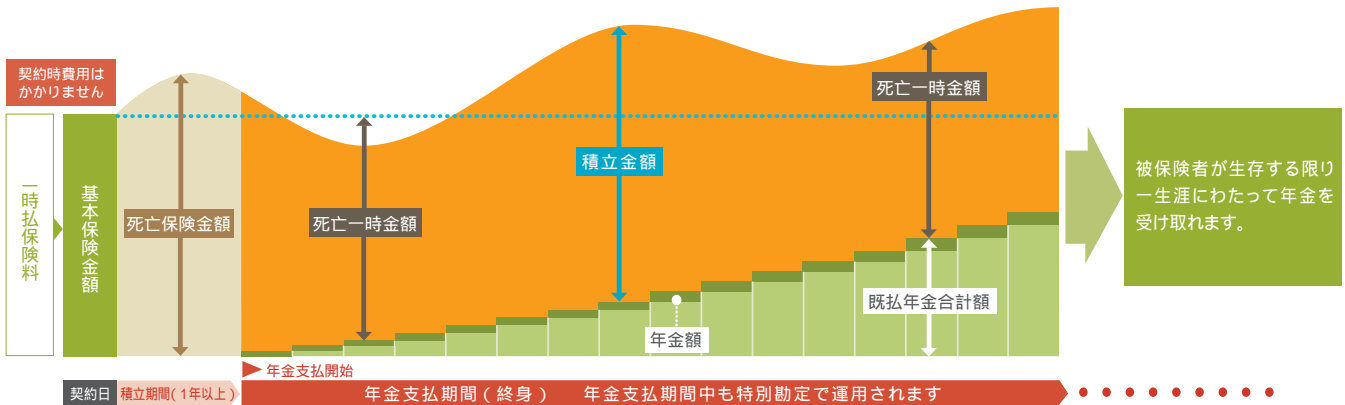 契約時費用は
かかりません
一時払保険料
基本保険金額
死亡保険金額
死亡一時金額
積立金額
死亡一時金額
年金額
既払年金合計額
被保険者が生存する限り
一生涯にわたって年金を
受け取れます。
年金支払開始
契約日
積立期間(1年以上)
年金支払期間(終身) 年金支払期間中も特別勘定で運用されます